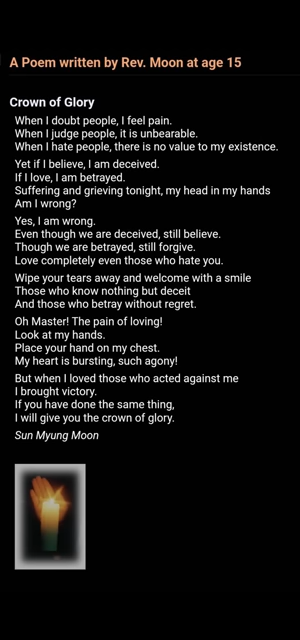 A Poem written by Rev. Moon at age 15
Crown of Glory
When I doubt people, I feel pain.
When I judge people, it is unbearable.
When I hate people, there is no value to my existence.
Yet if I believe, I am deceived.
If I love, I am betrayed.
Suffering and grieving tonight, my head in my hands
Am I wrong?
Yes, I am wrong.
Even though we are deceived, still believe.
Though we are betrayed, still forgive.
Love completely even those who hate you.
Wipe your tears away and welcome with a smile
Those who know nothing but deceit
And those who betray without regret.
Oh Master! The pain of loving!
Look at my hands.
Place your hand on my chest.
My heart is bursting, such agony!
But when I loved those who acted against me
I brought victory.
If you have done the same thing,
I will give you the crown of glory.
Sun Myung Moon